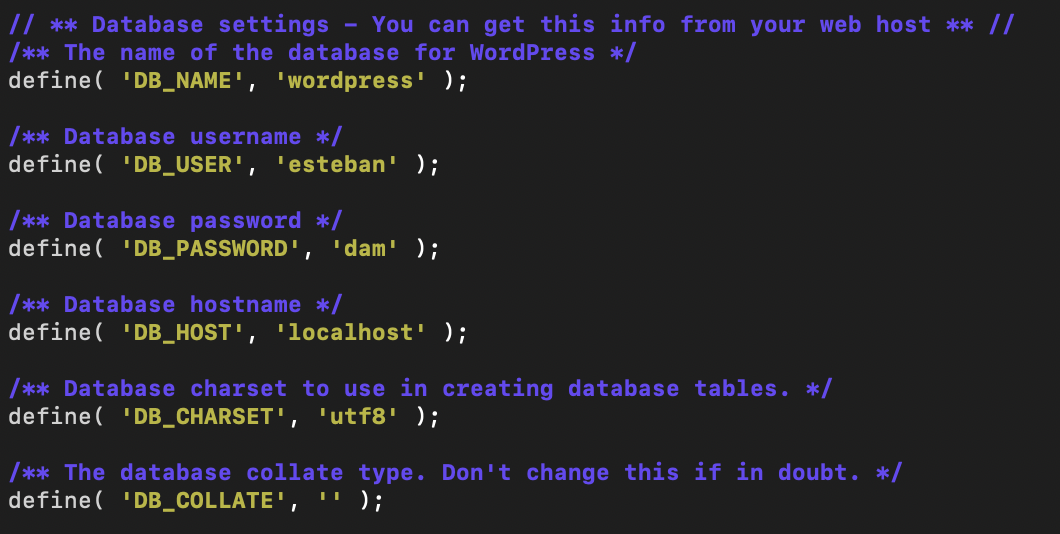 // ** Database settings - You can get this info from your web host ** //
/** The name of the database for WordPress */
define( 'DB_NAME', 'wordpress' );
/** Database username */
define( 'DB_USER', 'esteban' );
/** Database password */
define( 'DB_PASSWORD', 'dam' );
/** Database hostname */
define( 'DB_HOST', 'localhost' );
/** Database charset to use in creating database tables. */
define( 'DB_CHARSET', 'utf8' );
/** The database collate type. Don't change this if in doubt. */
define( 'DB_COLLATE', '' );